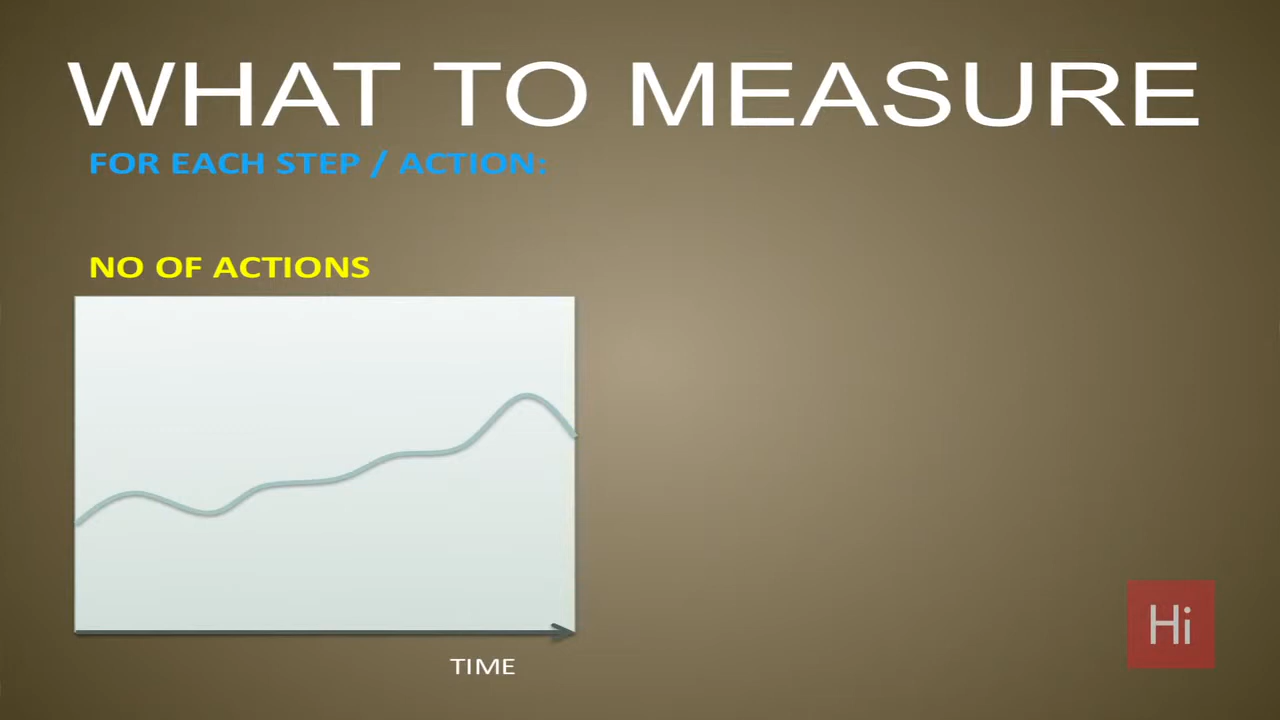 WHAT TO MEASURE
FOR EACH STEP / ACTION:
NO OF ACTIONS
TIME
Hi